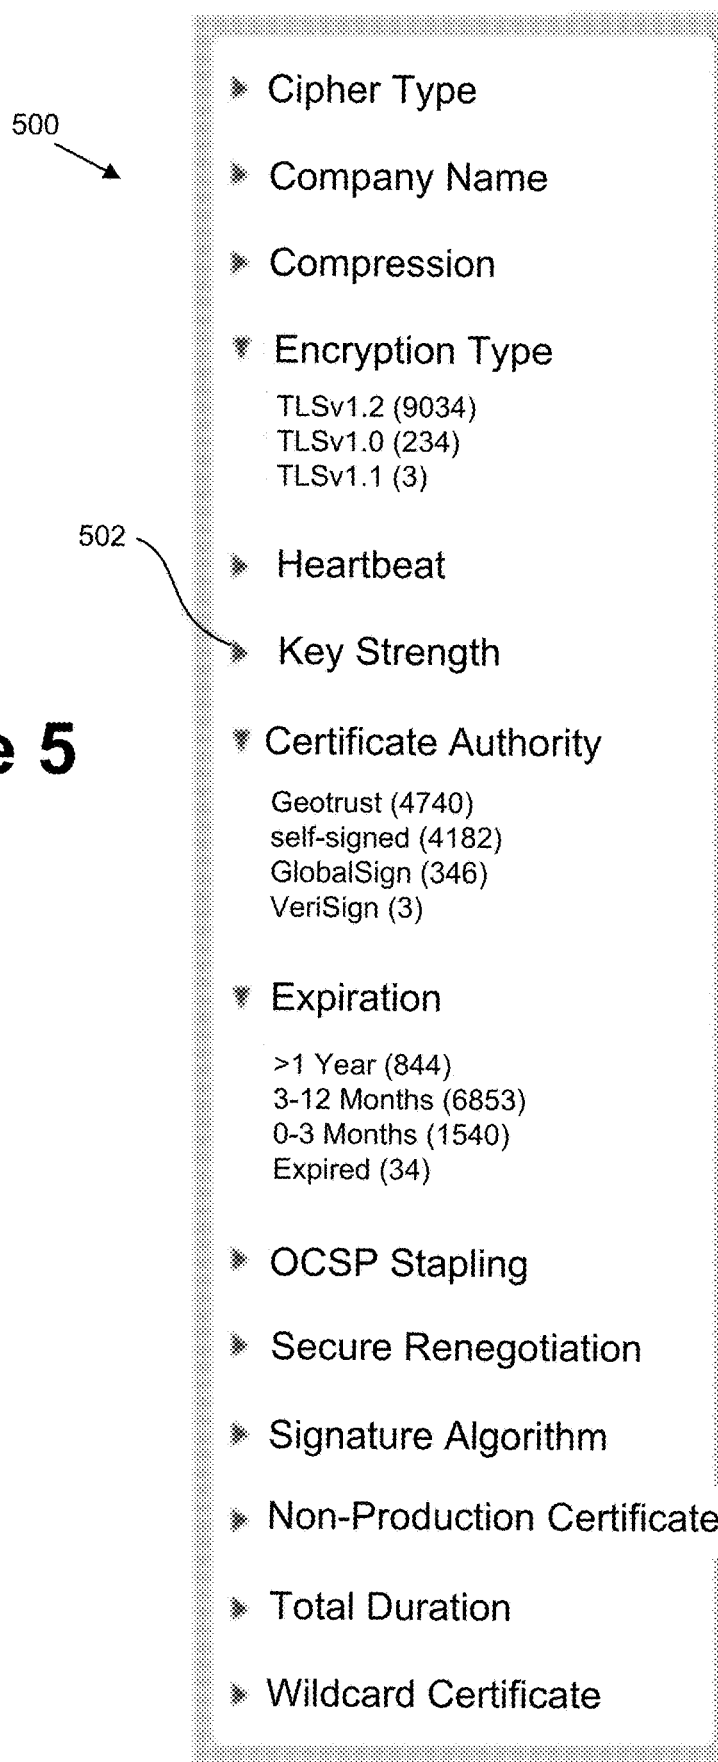 Cipher Type
500
Company Name
Compression
Encryption Type
TLSv1.2 (9034)
TLSv1.0 (234)
TLSv1.1 (3)
502
Heartbeat
Key Strength
e 5
Certificate Authority
Geotrust (4740)
self-signed (4182)
GlobalSign (346)
VeriSign (3)
Expiration
>1 Year (844)
3-12 Months (6853)
0-3 Months (1540)
Expired (34)
OCSP Stapling
Secure Renegotiation
Signature Algorithm
Non-Production Certificate
Total Duration
Wildcard Certificate